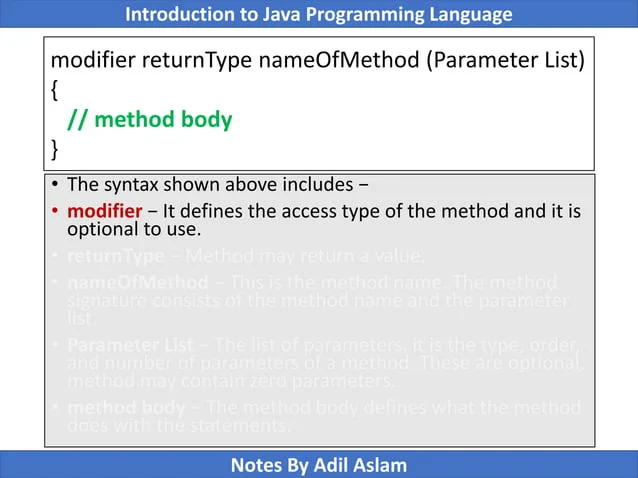 Introduction to Java Programming Language
modifier returnType nameOfMethod (Parameter List)
{
// method body
}
• The syntax shown above includes −
• modifier − It defines the access type of the method and it is
optional to use.
• returnType − Method may return a value.
• nameOfMethod − This is the method name. The method
signature consists of the method name and the parameter
list.
• Parameter List − The list of parameters, it is the type, order,
and number of parameters of a method. These are optional,
method may contain zero parameters.
• method body − The method body defines what the method
does with the statements.
Notes By Adil Aslam